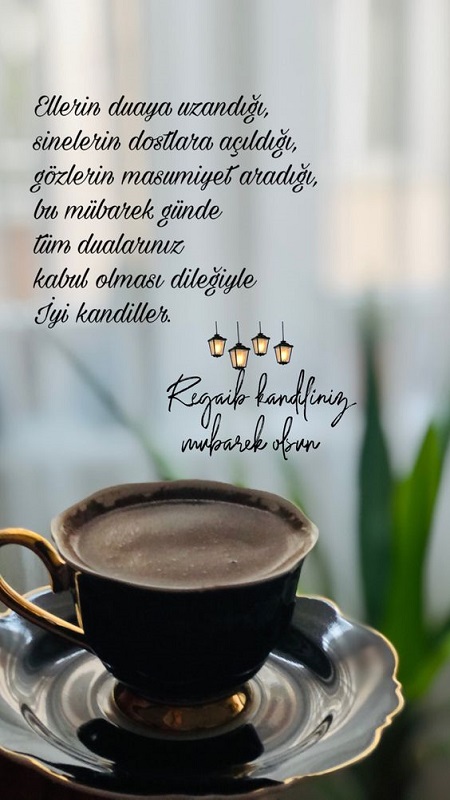 Ellerin duaya uzandığı,
sinelerin dostlara açıldığı,
gözlerin masumiyet aradığı,
bu mübarek günde
tüm dualarınız
kabul olması dileğiyle
İyi kandiller.
Regaib kandiliniz
mubarek olsun